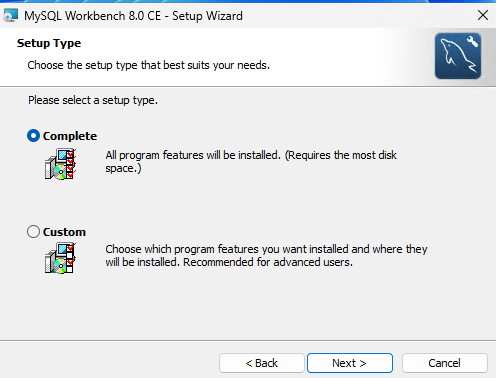 MySQL Workbench 8.0 CE - Setup Wizard
Setup Type
Choose the setup type that best suits your needs.
Please select a setup type.
Complete
All program features will be installed. (Requires the most disk
space.)
Custom
Choose which program features you want installed and where they
will be installed. Recommended for advanced users.
< Back
Next >
Cancel